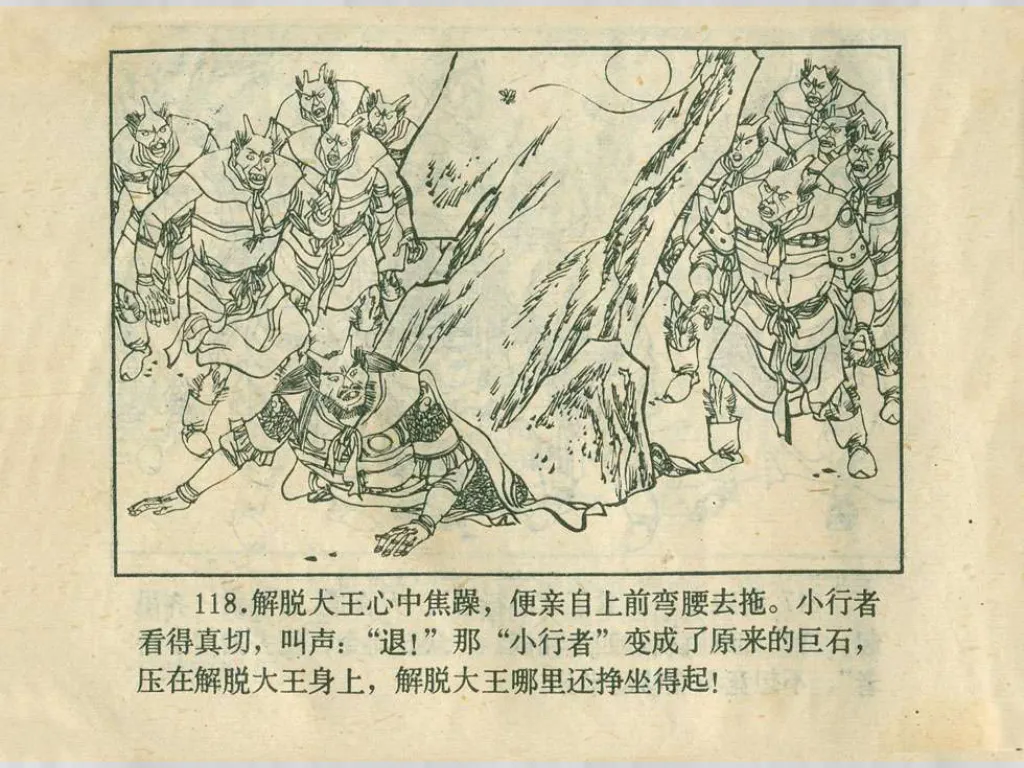 118.解脱大王心中焦躁，便亲自上前弯腰去拖。小行者
看得真切，叫声：“退！”那“小行者”变成了原来的巨石，
压在解脱大王身上，解脱大王哪里还挣坐得起！